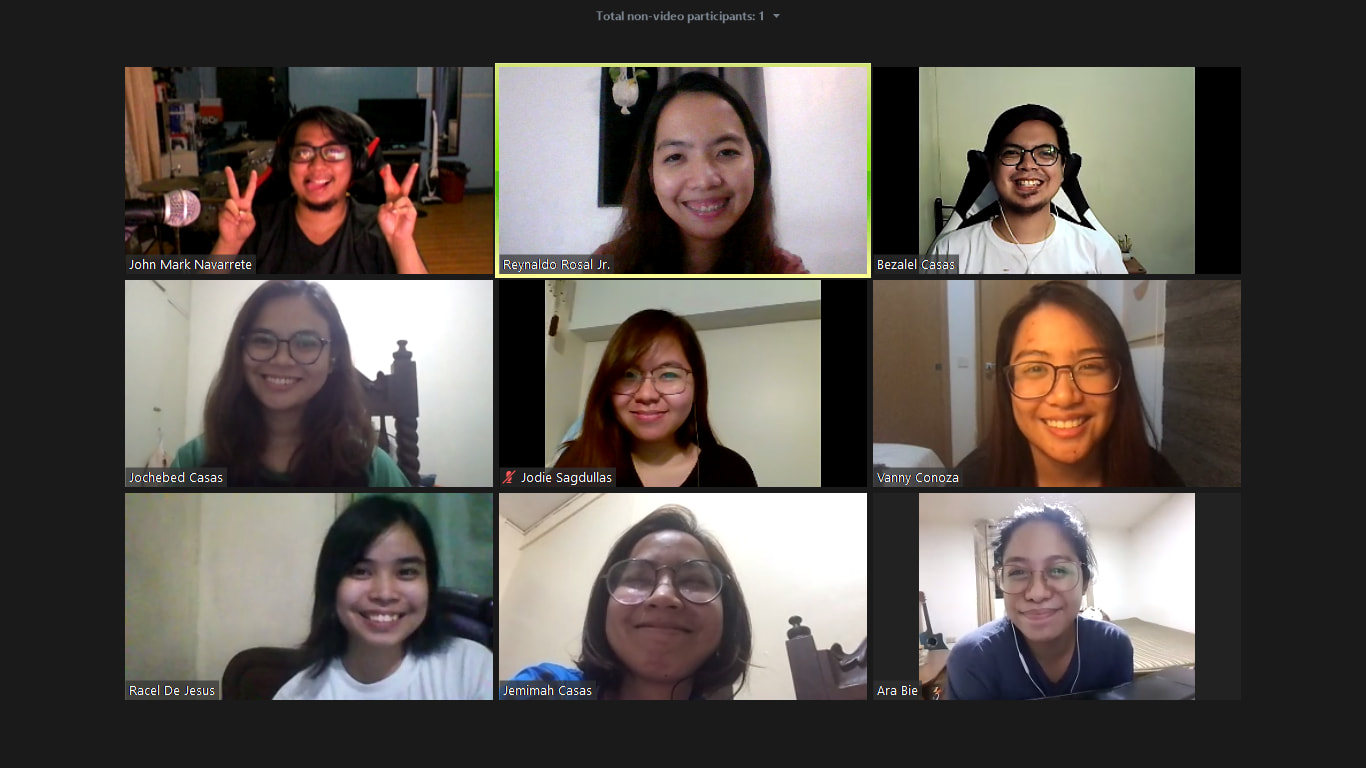 Total non-video participants: 1
John Mark Navarrete
Reynaldo Rosal Jr.
Bezalel Casas
Jochebed Casas
Jodie Sagdullas
Vanny Conoza
Racel De Jesus
Jemimah Casas
Ara Bie